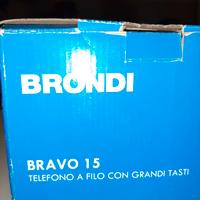 BRONDI
BRAVO 15
TELEFONO A FILO CON GRANDI TASTI